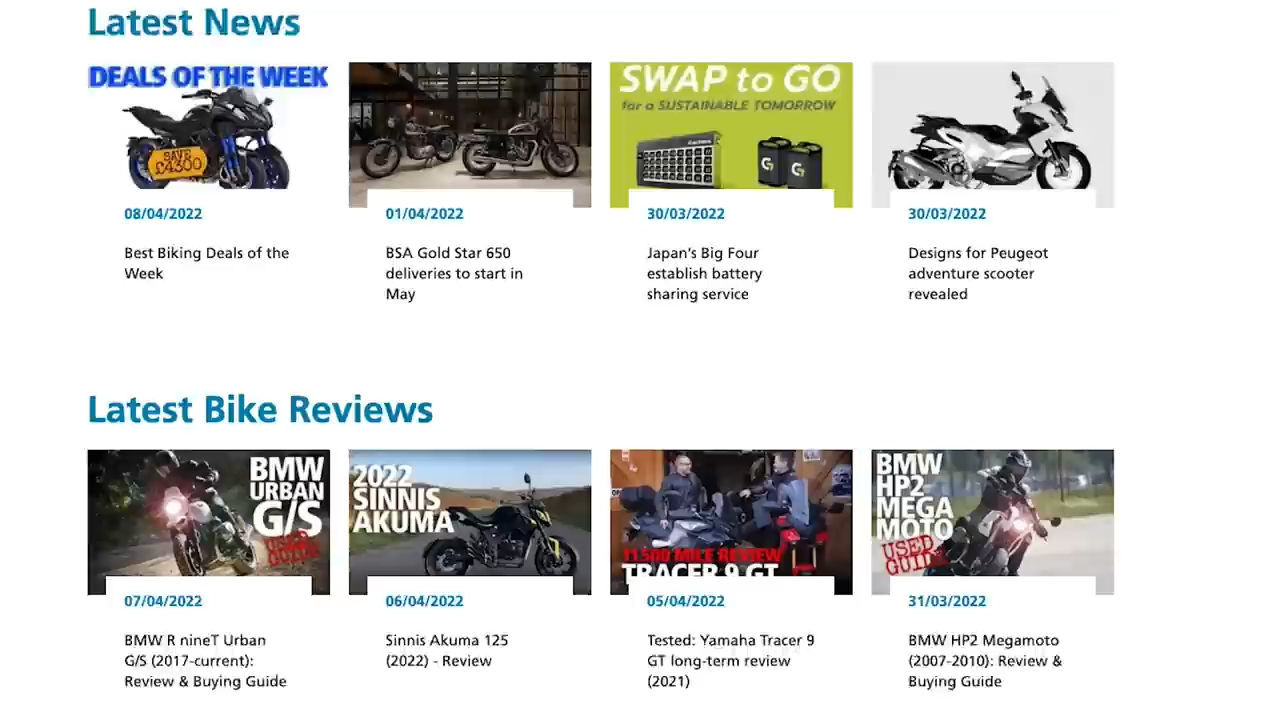 Latest News
DEALS OF THE WEEK
SAVE
£4300
08/04/2022
Best Biking Deals of the
Week
01/04/2022
BSA Gold Star 650
deliveries to start in
May
SWAP to GO
for a SUSTAINABLE TOMORROW
30/03/2022
Japan's Big Four
establish battery
sharing service
30/03/2022
Designs for Peugeot
adventure scooter
revealed
Latest Bike Reviews
BMW
URBAN
G/S
USED
GUIDE
07/04/2022
BMW R nineT Urban
G/S (2017-current):
Review & Buying Guide
2022
SINNIS
AKUMA
06/04/2022
Sinnis Akuma 125
(2022) - Review
11500 MILE REVIEW
TRACER 9 GT
05/04/2022
Tested: Yamaha Tracer 9
GT long-term review
(2021)
BMW
HP2
MEGA
MOTO
USED
GUIDE
31/03/2022
BMW HP2 Megamoto
(2007-2010): Review &
Buying Guide